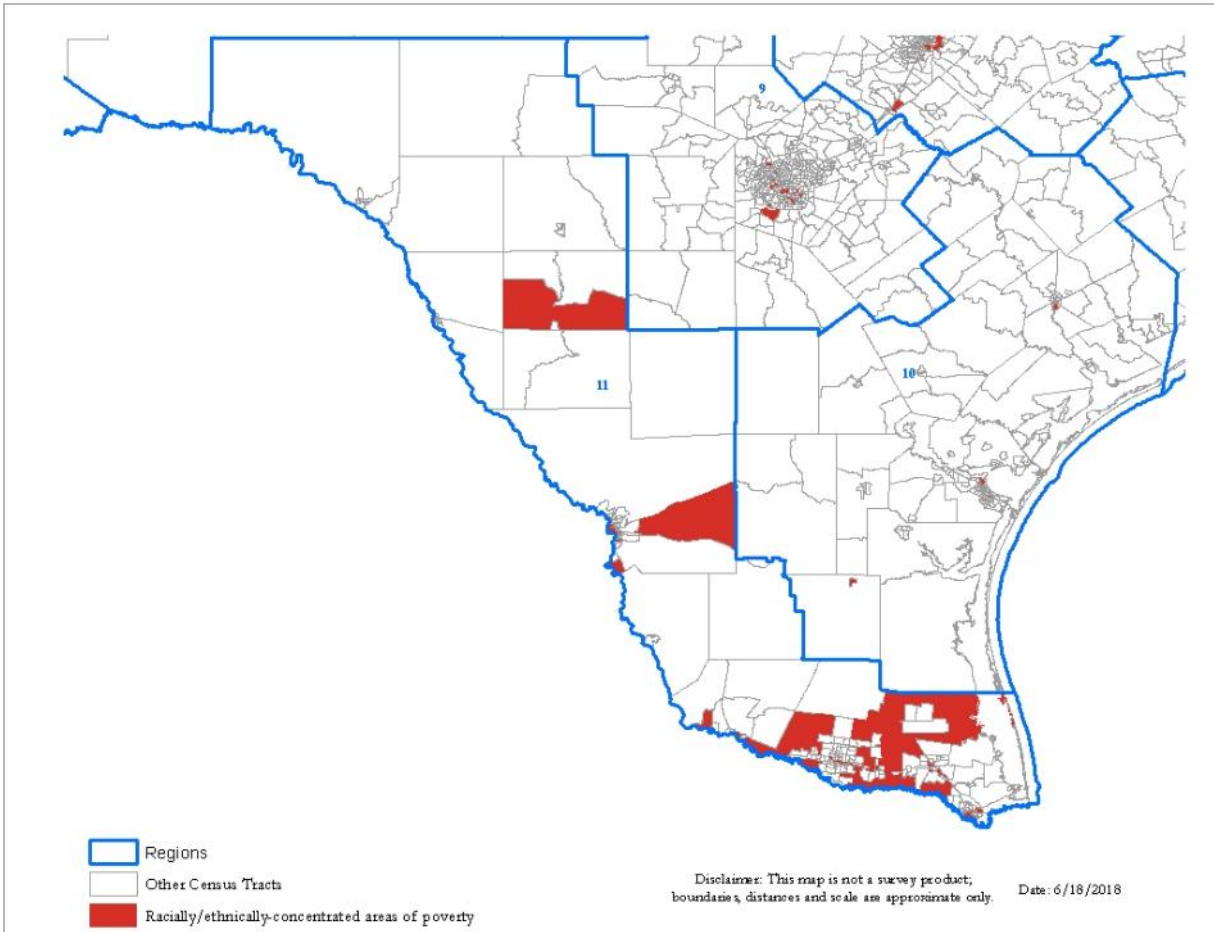 9
11
10
Regions
Other Census Tracts
Racially/ethnically-concentrated areas of poverty
Disclaimer: This map is not a survey product;
boundaries, distances and scale are approximate only.
Date: 6/18/2018